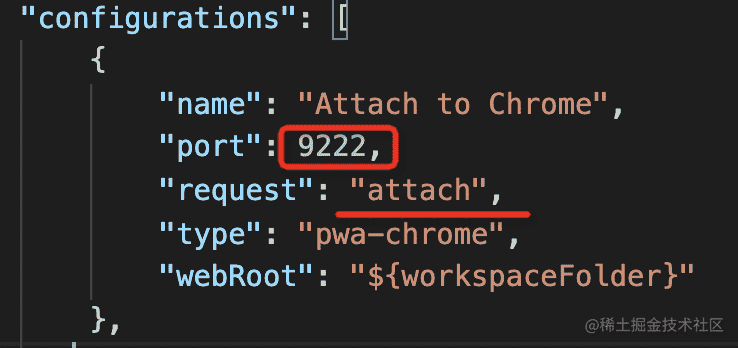 "configurations": [
{
"name": "Attach to Chrome",
"port": 9222,
"request": "attach",
"type": "pwa-chrome",
"webRoot": "${workspaceFolder}"
},
@稀土掘金技术社区